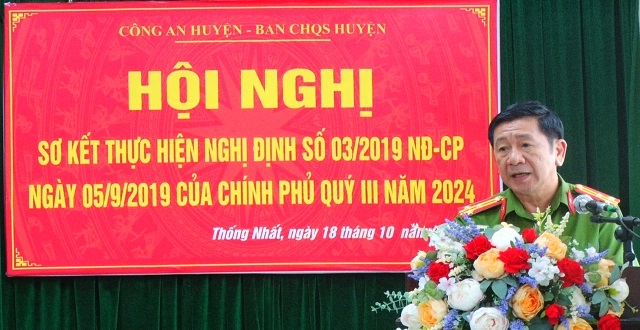 CÔNG AN HUYỆN - BAN CHQS HUYỆN
HỘI NGHỊ
SƠ KẾT THỰC HIỆN NGHỊ ĐỊNH SỐ 03/2019 NĐ-CP
NGÀY 05/9/2019 CỦA CHÍNH PHỦ QUÝ III NĂM 2024
Thống Nhất, ngày 18 tháng 10 năm